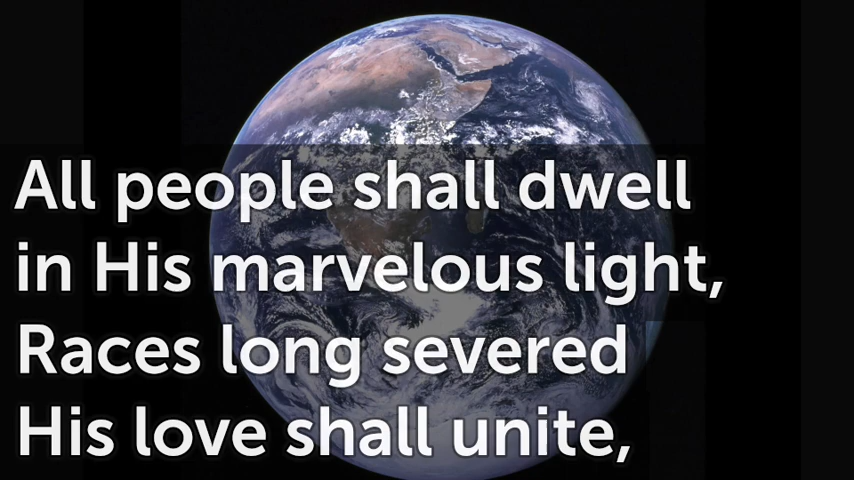 All people shall dwell
in His marvelous light,
Races long severed
His love shall unite,